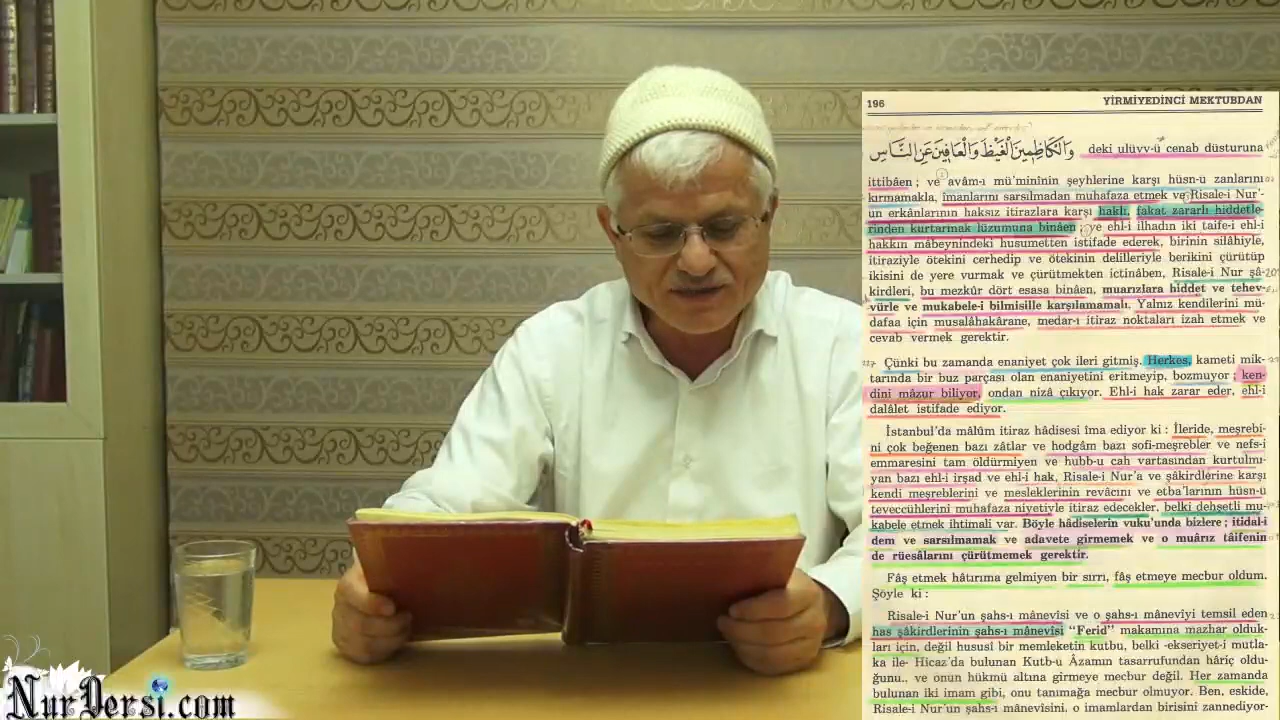 196 YİRMİYEDİNCİ MEKTUBDAN
وَالْكَاظِمِينَ الْغَيْظَ وَالْعَافِينَ عَنِ النَّاسِ deki ulüvv-ü cenab düsturuna
ittibâen ; ve avâm-ı mü'minînin şeyhlerine karşı hüsn-ü zanlarını
kırmamakla, imanlarını sarsılmadan muhafaza etmek ve Risale-i Nur'-
un erkânlarının haksız itirazlara karşı haklı, fakat zararlı hiddetle-
rinden kurtarmak lüzumuna binâen ; ve ehl-i ilhadın iki taife-i ehl-i
hakkın mâbeynindeki husumetten istifade ederek, birinin silâhiyle,
itiraziyle ötekini cerhedip ve ötekinin delilleriyle berikini çürütüp
ikisini de yere vurmak ve çürütmekten ictinâben, Risale-i Nur şâ-
kirdleri, bu mezkûr dört esasa binâen, muarızlara hiddet ve tehev-
vürle ve mukabele-i bilmisille karşılamamalı. Yalnız kendilerini mü-
dafaa için musalâhakârane, medar-ı itiraz noktaları izah etmek ve
cevab vermek gerektir.
Çünki bu zamanda enaniyet çok ileri gitmiş. Herkes, kameti mik-
tarında bir buz parçası olan enaniyetini eritmeyip, bozmuyor ; ken-
dini mâzur biliyor, ondan nizâ çıkıyor. Ehl-i hak zarar eder, ehl-i
dalâlet istifade ediyor.
İstanbul'da malûm itiraz hâdisesi îma ediyor ki : İleride, meşrebi-
ni çok beğenen bazı zâtlar ve hodgâm bazı sofi-meşrebler ve nefs-i
emmaresini tam öldürmiyen ve hubb-u cah vartasından kurtulmı-
yan bazı ehl-i irşad ve ehl-i hak, Risale-i Nur'a ve şâkirdlerine karşı
kendi meşreblerini ve mesleklerinin revâcını ve etba'larının hüsn-ü
teveccühlerini muhafaza niyetiyle itiraz edecekler, belki dehşetli mu-
kabele etmek ihtimali var. Böyle hâdiselerin vuku'unda bizlere ; itidal-i
dem ve sarsılmamak ve adavete girmemek ve o muârız tâifenin
de rüesâlarını çürütmemek gerektir.
Fâş etmek hâtırıma gelmiyen bir sırrı, fâş etmeye mecbur oldum.
Şöyle ki :
Risale-i Nur'un şahs-ı mânevîsi ve o şahs-ı mânevîyi temsil eden
has şâkirdlerinin şahs-ı mânevîsi "Ferid" makamına mazhar olduk-
ları için, değil hususî bir memleketin kutbu, belki -ekseriyet-i mutla-
ka ile- Hicaz'da bulunan Kutb-u Âzamın tasarrufundan hâriç oldu-
ğunu.. ve onun hükmü altına girmeye mecbur değil. Her zamanda
bulunan iki imam gibi, onu tanımağa mecbur olmuyor. Ben, eskide,
Risale-i Nur'un şahs-ı mânevîsini, o imamlardan birisini zannediyor-
NurDersi.com